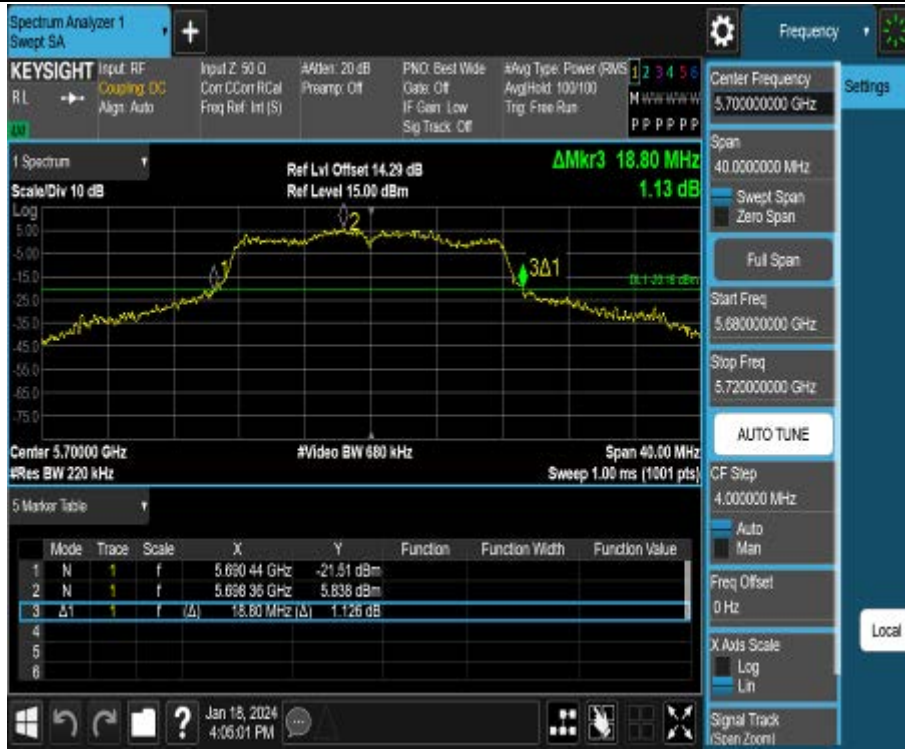 Spectrum Analyzer 1
Swept SA
+
Frequency
KEYSIGHT
RL
Input: RF
Coupling: DC
Align: Auto
Input Z: 50 Ω
Corr CCorr RCal
Freq Ref: Int (S)
#Atten: 20 dB
Preamp: Off
PNO: Best Wide
Gate: Off
IF Gain: Low
Sig Track: Off
#Avg Type: Power (RMS
Avg|Hold: 100/100
Trig: Free Run
1 2 3 4 5 6
M W W W W W
P P P P P P
1 Spectrum
Scale/Div 10 dB
Log
Ref Lvl Offset 14.29 dB
Ref Level 15.00 dBm
ΔMkr3 18.80 MHz
1.13 dB
5.00
-5.00
-15.0
-25.0
-35.0
-45.0
-55.0
-65.0
-75.0
1
2
3Δ1
Center 5.70000 GHz
#Res BW 220 kHz
#Video BW 680 kHz
Span 40.00 MHz
Sweep 1.00 ms (1001 pts)
5 Marker Table
Mode Trace Scale X Y Function Function Width Function Value
1 N 1 f 5.690 44 GHz -21.51 dBm
2 N 1 f 5.698 36 GHz 5.838 dBm
3 Δ1 1 f (Δ) 18.80 MHz (Δ) 1.126 dB
4
5
6
Jan 18, 2024
4:05:01 PM
?
Settings
Center Frequency
5.700000000 GHz
Span
40.0000000 MHz
Swept Span
Zero Span
Full Span
Start Freq
5.680000000 GHz
Stop Freq
5.720000000 GHz
AUTO TUNE
CF Step
4.000000 MHz
Auto
Man
Freq Offset
0 Hz
X Axis Scale
Log
Lin
Signal Track
(Span Zoom)
Local